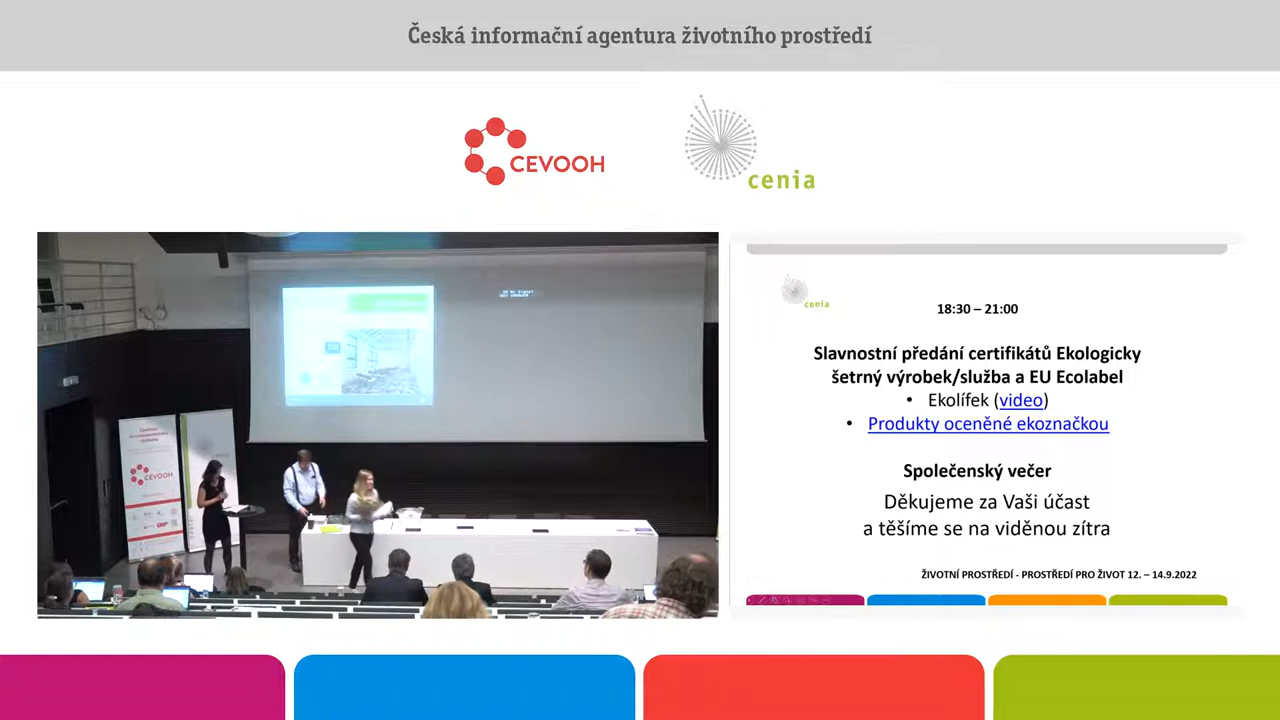 Česká informační agentura životního prostředí
CEVOOH
cenia
cenia
18:30 – 21:00
Slavnostní předání certifikátů Ekologicky
šetrný výrobek/služba a EU Ecolabel
• Ekolífek (video)
• Produkty oceněné ekoznačkou
Společenský večer
Děkujeme za Vaši účast
a těšíme se na viděnou zítra
ŽIVOTNÍ PROSTŘEDÍ - PROSTŘEDÍ PRO ŽIVOT 12. – 14.9.2022
CEVOOH
cenia